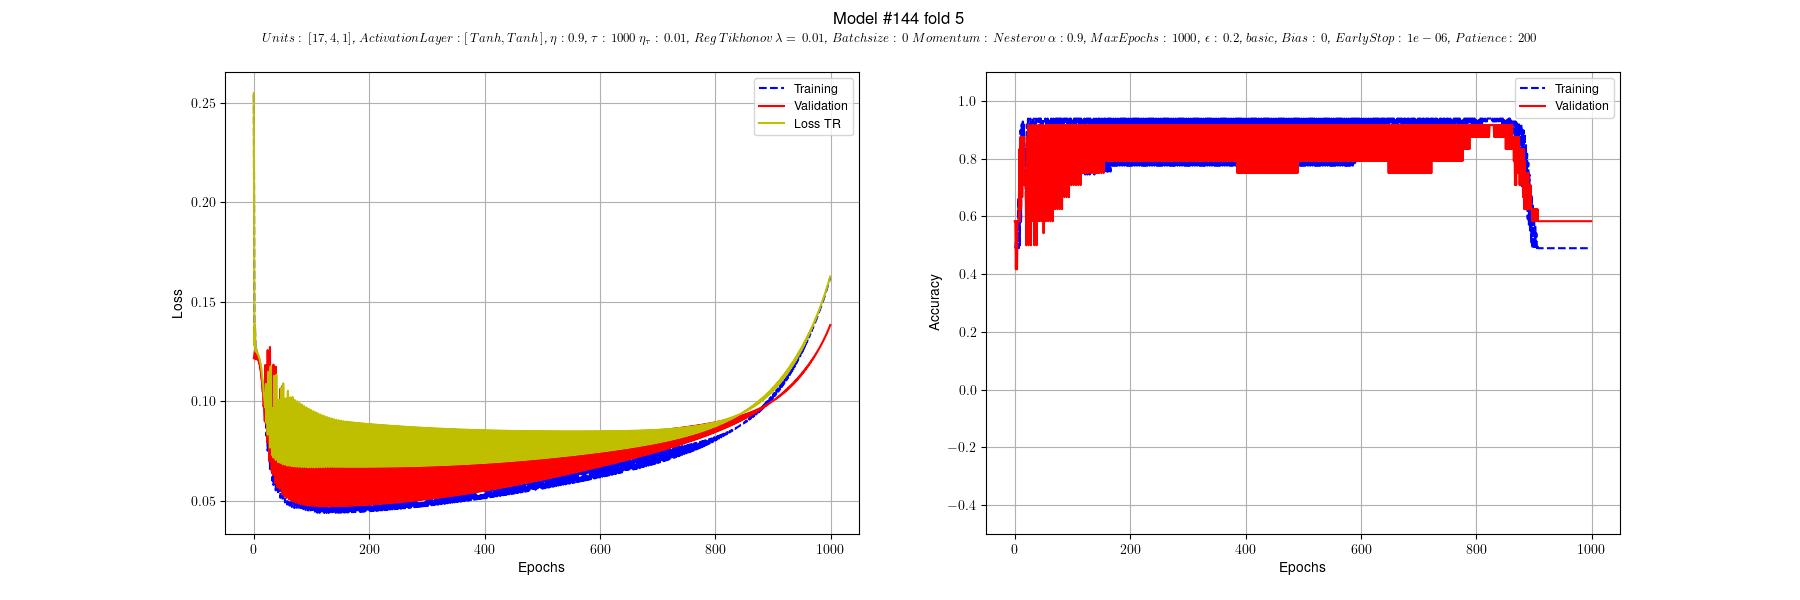 Model #144 fold 5
Units : [17, 4, 1], ActivationLayer : [Tanh, Tanh], η : 0.9, τ : 1000 η_τ : 0.01, Reg Tikhonov λ = 0.01, Batchsize : 0 Momentum : Nesterov α : 0.9, MaxEpochs : 1000, ϵ : 0.2, basic, Bias : 0, EarlyStop : 1e − 06, Patience : 200
Training
Validation
Loss TR
0.25
0.20
0.15
0.10
0.05
Loss
0 200 400 600 800 1000
Epochs
Training
Validation
1.0
0.8
0.6
0.4
0.2
0.0
−0.2
−0.4
Accuracy
0 200 400 600 800 1000
Epochs